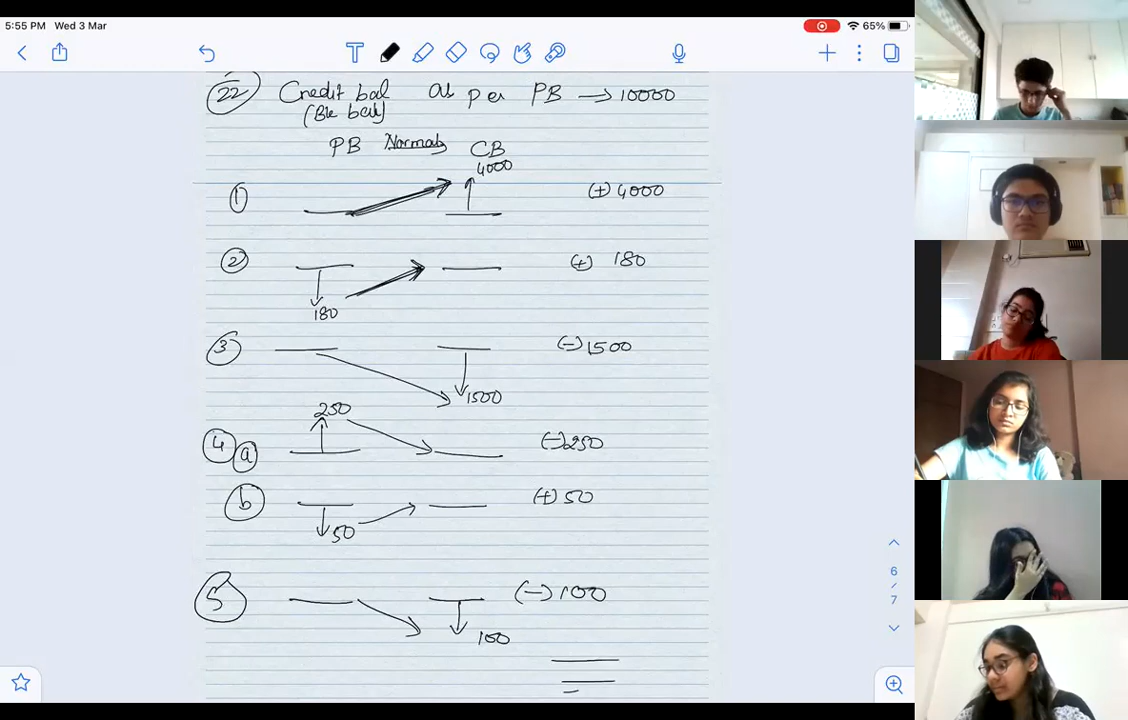 5:55 PM Wed 3 Mar
65%
T
22 Credit bal as per PB → 10000
(Bk bal)
PB Normal CB
4000
1 (+) 4000
2 (+) 180
180
3 (-) 1500
1500
250
4 a (-) 250
b (+) 50
50
5 (-) 100
100
6
/
7